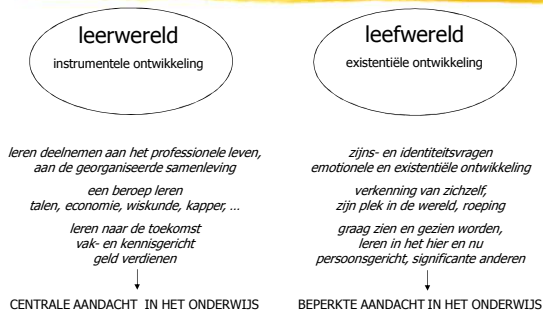 leerwereld
instrumentele ontwikkeling
leren deelnemen aan het professionele leven,
aan de georganiseerde samenleving
een beroep leren
talen, economie, wiskunde, kapper, ...
leren naar de toekomst
vak- en kennisgericht
geld verdienen
CENTRALE AANDACHT IN HET ONDERWIJS
leefwereld
existentiële ontwikkeling
zijns- en identiteitsvragen
emotionele en existentiële ontwikkeling
verkenning van zichzelf,
zijn plek in de wereld, roeping
graag zien en gezien worden,
leren in het hier en nu
persoonsgericht, significante anderen
BEPERKTE AANDACHT IN HET ONDERWIJS